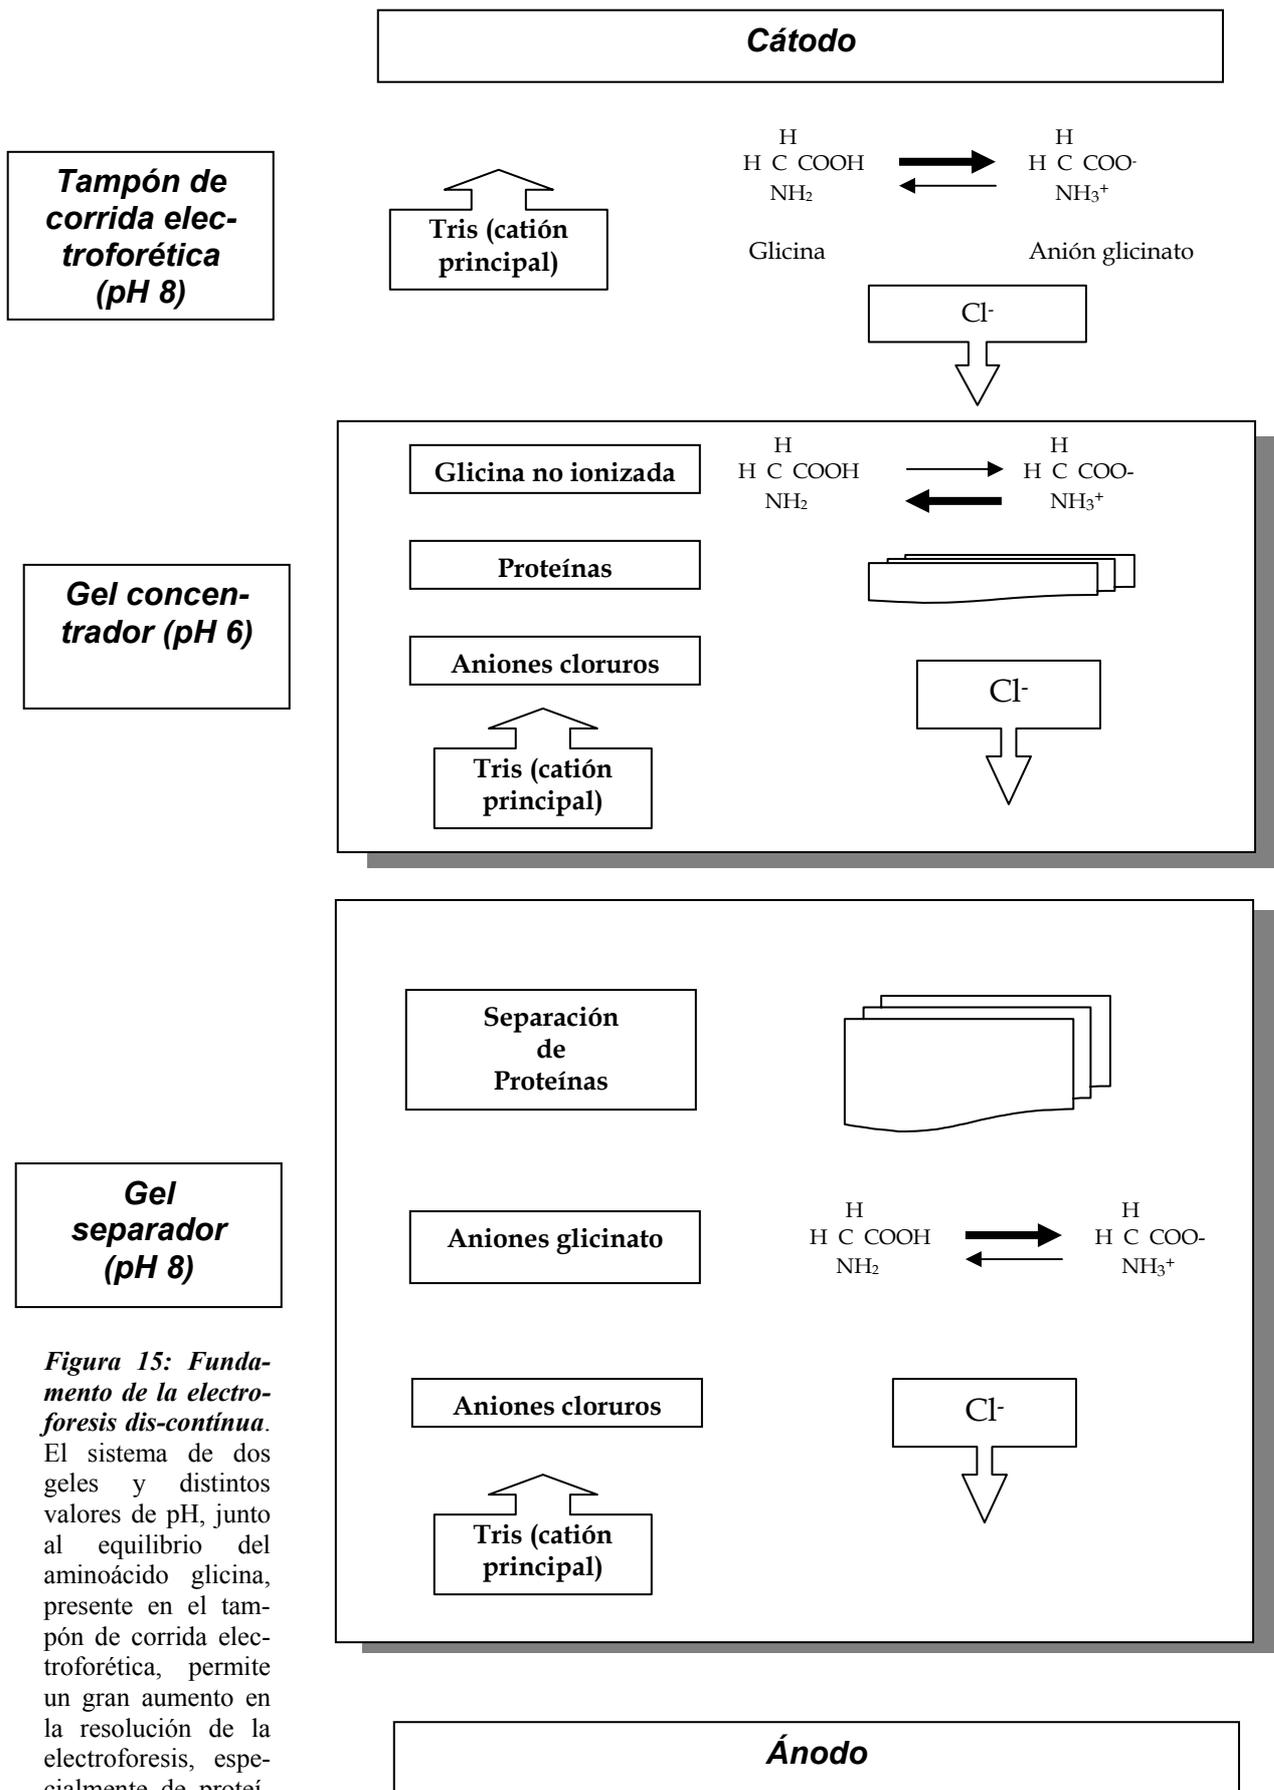 Cátodo
Tampón de
corrida elec-
troforética
(pH 8)
Tris (catión
principal)
H
H C COOH
NH₂
Glicina
H
H C COO⁻
NH₃⁺
Anión glicinato
Cl⁻
Gel concen-
trador (pH 6)
Glicina no ionizada
H
H C COOH
NH₂
H
H C COO-
NH₃⁺
Proteínas
Aniones cloruros
Cl⁻
Tris (catión
principal)
Separación
de
Proteínas
Gel
separador
(pH 8)
Aniones glicinato
H
H C COOH
NH₂
H
H C COO-
NH₃⁺
Aniones cloruros
Cl⁻
Tris (catión
principal)
Figura 15: Funda-
mento de la electro-
foresis dis-contínua.
El sistema de dos
geles y distintos
valores de pH, junto
al equilibrio del
aminoácido glicina,
presente en el tam-
pón de corrida elec-
troforética, permite
un gran aumento en
la resolución de la
electroforesis, espe-
cialmente de proteí-
Ánodo